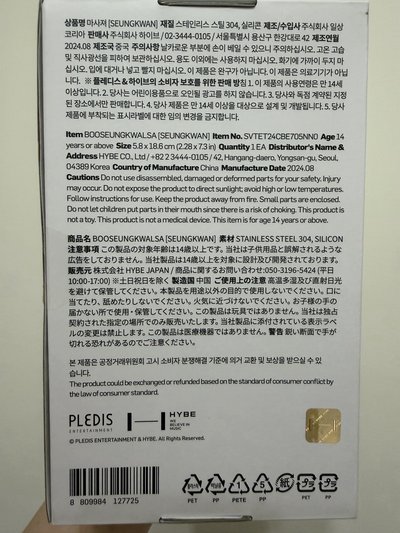 상품명 마사져 [SEUNGKWAN] 재질 스테인리스 스틸 304, 실리콘 제조/수입사 주식회사 일상
코리아 판매사 주식회사 하이브 / 02-3444-0105 / 서울특별시 용산구 한강대로 42 제조연월
2024.08 제조국 중국 주의사항 날카로운 부분에 손이 베일 수 있으니 주의하십시오. 고온 고습
및 직사광선을 피하여 보관하십시오. 용도 이외에는 사용하지 마십시오. 화기에 가까이 두지 마
십시오. 입에 대거나 넣고 빨지 마십시오. 이 제품은 완구가 아닙니다. 이 제품은 의료기기가 아닙니
다. ※ 플레디스 & 하이브의 소비자 보호를 위한 판매 방침 1. 이 제품의 사용연령은 만 14세
이상입니다. 2. 당사는 어린이용으로 오인될 광고를 하지 않습니다. 3. 당사와 독점 계약된 지정
된 장소에서만 판매합니다. 4. 당사는 제품은 만 14세 이상을 대상으로 설계 및 개발됩니다. 5. 당사
제품에 부착되는 표시라벨에 대한 임의 변경을 금지합니다.
Item BOOSEUNGKWALSA [SEUNGKWAN] Item No. SVTET24CBE705NN0 Age 14
years or above Size 5.8 x 18.6 cm (2.28 x 7.3 in) Quantity 1 EA Distributor's Name &
Address HYBE CO., Ltd / +82 2 3444-0105 / 42, Hangang-daero, Yongsan-gu, Seoul,
04389 Korea Country of Manufacture China Manufacture Date 2024.08
Cautions Do not use disassembled, damaged or deformed parts for your safety. Injury
may occur. Do not expose the product to direct sunlight; avoid high or low temperatures.
Follow instructions for use. Keep the product away from fire. Small parts are enclosed.
Do not let children put parts in their mouth since there is a risk of choking. This product is
not a toy. This product is not a medical device. This item is for age 14 years or above.
商品名 BOOSEUNGKWALSA [SEUNGKWAN] 素材 STAINLESS STEEL 304, SILICON
注意事項 この製品の対象年齢は14歳以上です。当社は子供用品と誤解されるような
広告をしておりません。当社製品は14歳以上を対象に設計及び開発されております。
販売元 株式会社 HYBE JAPAN / 商品に関するお問い合わせ: 050-3196-5424 (平日
10:00-17:00) ※土日祝日を除く 製造国 中国 ご使用上の注意 高温多湿及び直射日光
を避けて保管してください。本製品を用途以外の目的で使用しないでください。口に
当てたり、舐めたりしないでください。火気に近づけないでください。お子様の手の
届かない所で使用・保管してください。この製品は玩具ではありません。当社は独占
契約された指定の場所でのみ販売いたします。当社製品に添付されている表示ラベ
ルの変更は禁止します。この製品は医療機器ではありません。鋭い断面で手が
切れる恐れがあるのでご注意ください。
본 제품은 공정거래위원회 고시 소비자 분쟁해결 기준에 의거 교환 및 보상을 받으실 수 있
습니다.
The product could be exchanged or refunded based on the standard of consumer conflict by
the law of consumer standard.
PLEDIS
ENTERTAINMENT
HYBE
WE
BELIEVE IN
MUSIC
© PLEDIS ENTERTAINMENT & HYBE. All Rights Reserved.
8 809984 127725
PET PP PETE PP PET PP
1 5 紙 プラ プラ